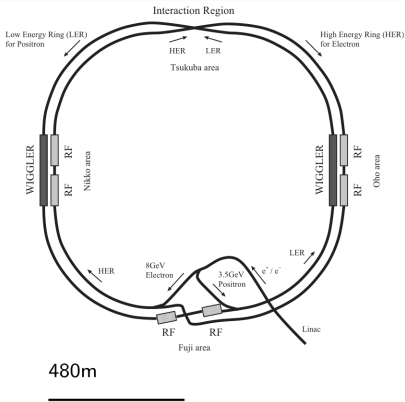 Interaction Region
Low Energy Ring (LER)
for Positron
High Energy Ring (HER)
for Electron
HER
LER
Tsukuba area
WIGGLER
RF
RF
Nikko area
WIGGLER
RF
RF
Oho area
HER
8GeV
Electron
3.5GeV
Positron
e⁺ / e⁻
LER
RF
RF
Linac
Fuji area
480m